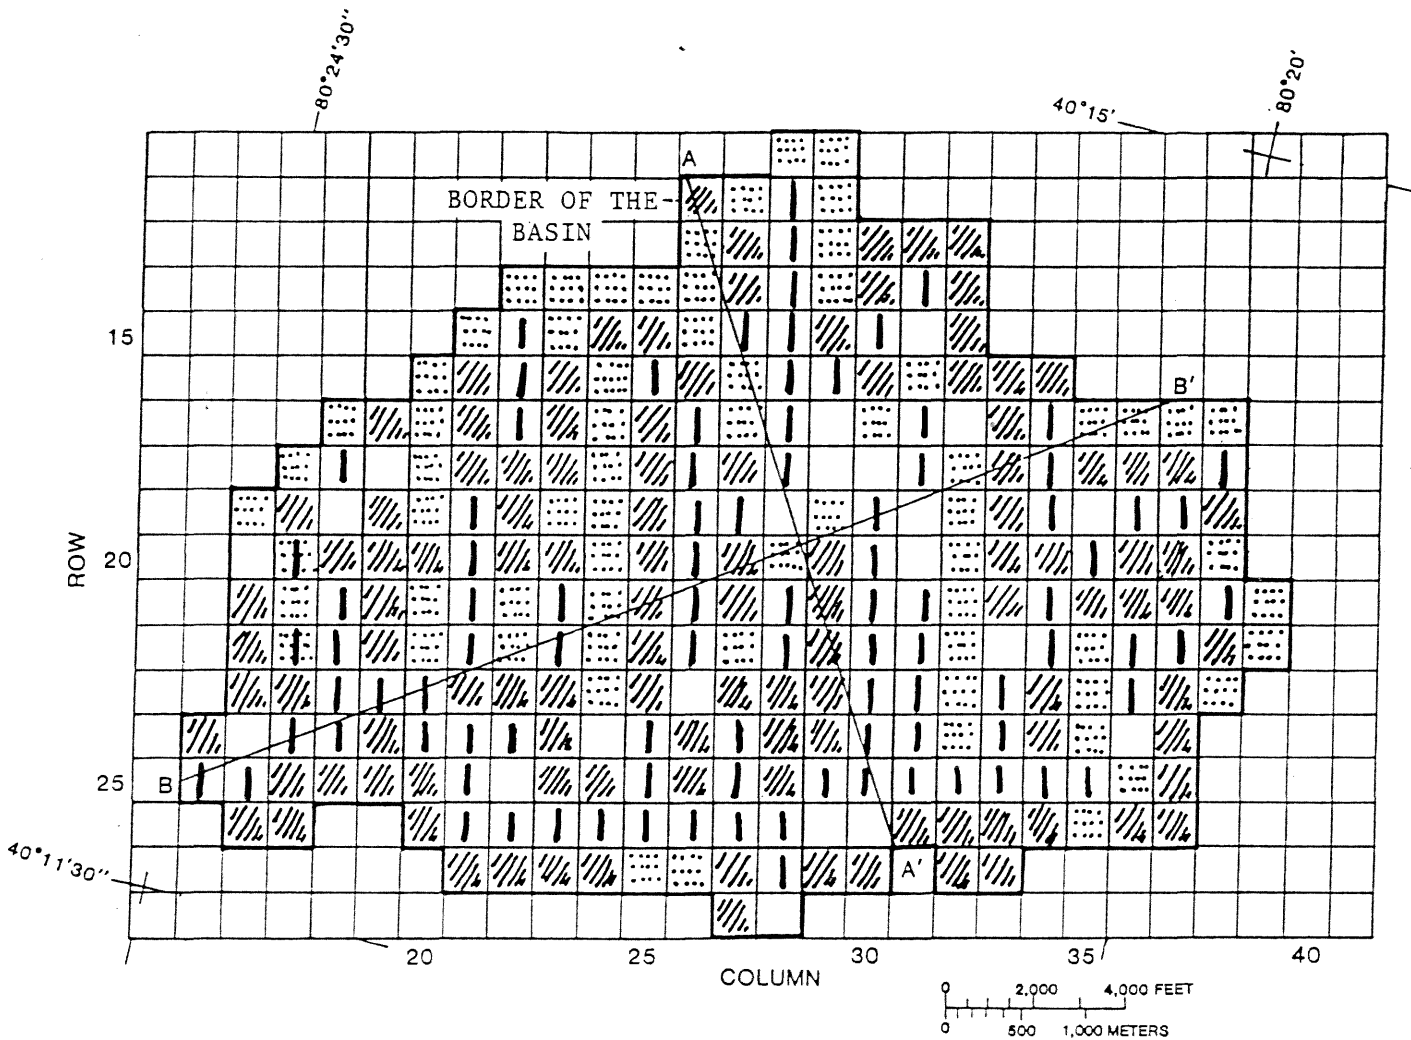 80°24'30"
40°15'
80°20'
A
BORDER OF THE
BASIN
15
B'
ROW
20
25
B
40°11'30"
A'
20
25
30
35
40
COLUMN
0 2,000 4,000 FEET
0 500 1,000 METERS